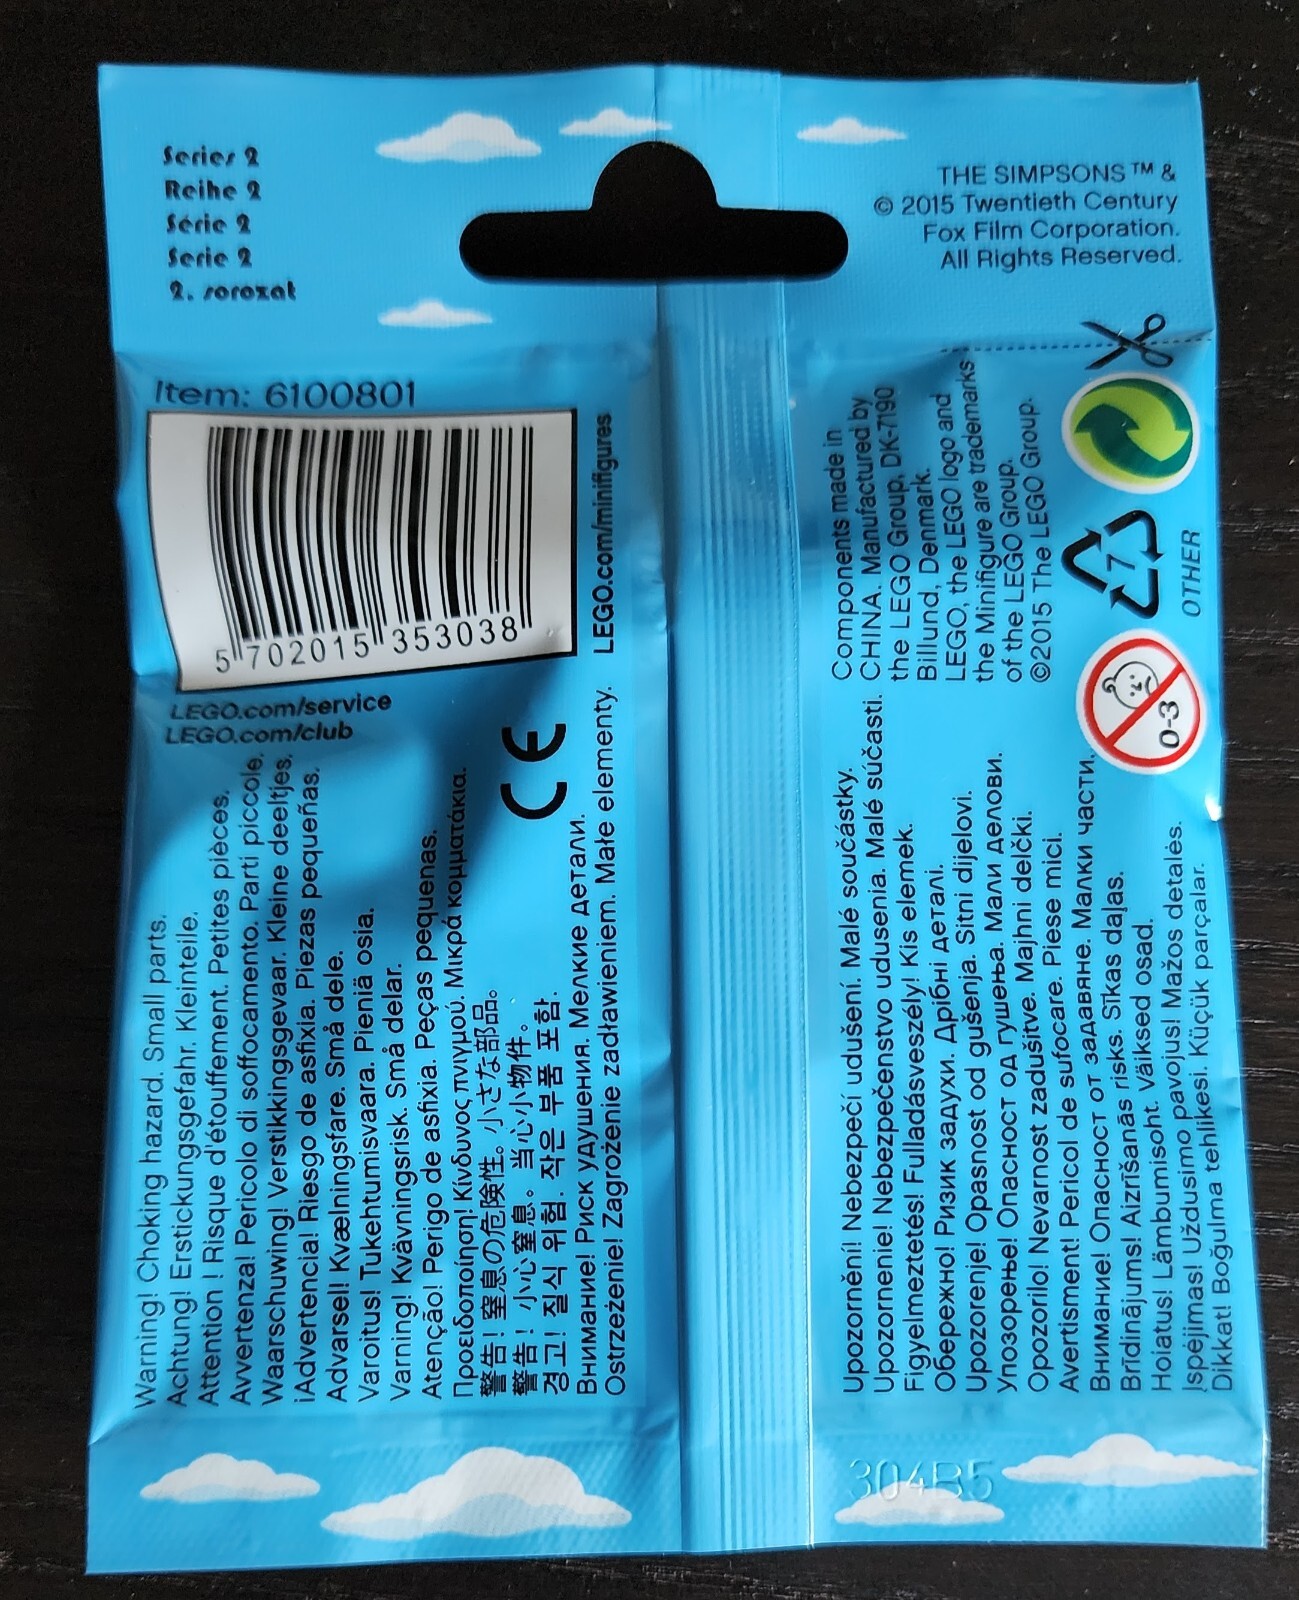 Series 2
Reihe 2
Série 2
Serie 2
2. sorozat
THE SIMPSONS™ &
© 2015 Twentieth Century
Fox Film Corporation.
All Rights Reserved.
Item: 6100801
5 702015 353038
LEGO.com/minifigures
LEGO.com/service
LEGO.com/club
CE
Warning! Choking hazard. Small parts.
Achtung! Erstickungsgefahr. Kleinteile.
Attention ! Risque d'étouffement. Petites pièces.
Avvertenza! Pericolo di soffocamento. Parti piccole.
Waarschuwing! Verstikkingsgevaar. Kleine deeltjes.
¡Advertencia! Riesgo de asfixia. Piezas pequeñas.
Advarsel! Kvælningsfare. Små dele.
Varoitus! Tukehtumisvaara. Pieniä osia.
Varning! Kvävningsrisk. Små delar.
Atenção! Perigo de asfixia. Peças pequenas.
Προειδοποίηση! Κίνδυνος πνιγμού. Μικρά κομματάκια.
警告! 窒息の危険性。小さな部品。
警告! 小心窒息。当心小物件。
경고! 질식 위험. 작은 부품 포함.
Внимание! Риск удушения. Мелкие детали.
Ostrzeżenie! Zagrożenie zadławieniem. Małe elementy.
Components made in
CHINA. Manufactured by
the LEGO Group, DK-7190
Billund, Denmark.
LEGO, the LEGO logo and
the Minifigure are trademarks
of the LEGO Group.
©2015 The LEGO Group.
7
OTHER
0-3
Upozornění! Nebezpečí udušení. Malé součástky.
Upozornenie! Nebezpečenstvo udusenia. Malé súčasti.
Figyelmeztetés! Fulladásveszély! Kis elemek.
Обережно! Ризик задухи. Дрібні деталі.
Upozorenje! Opasnost od gušenja. Sitni dijelovi.
Упозорење! Опасност од гушења. Мали делови.
Opozorilo! Nevarnost zadušitve. Majhni delčki.
Avertisment! Pericol de sufocare. Piese mici.
Внимание! Опасност от задавяне. Малки части.
Brīdinājums! Aizrīšanās risks. Sīkas daļas.
Hoiatus! Lämbumisoht. Väiksed osad.
Įspėjimas! Uždusimo pavojus! Mažos detalės.
Dikkat! Boğulma tehlikesi. Küçük parçalar.
304B5